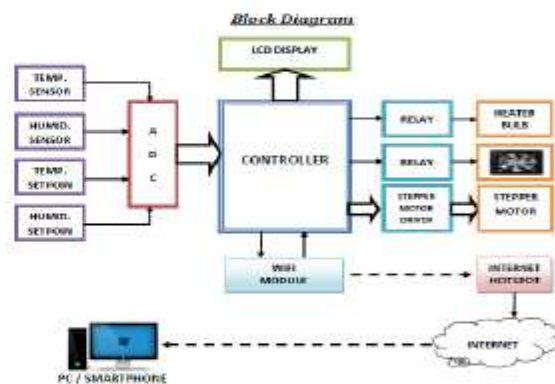 Block Diagram
LCD DISPLAY
TEMP.
SENSOR
HUMID.
SENSOR
TEMP.
SETPOIN
HUMID.
SETPOIN
A
D
C
CONTROLLER
RELAY
HEATER
BULB
RELAY
STEPPER
MOTOR
DRIVER
STEPPER
MOTOR
WIFI
MODULE
INTERNET
HOTSPOT
INTERNET
PC / SMARTPHONE